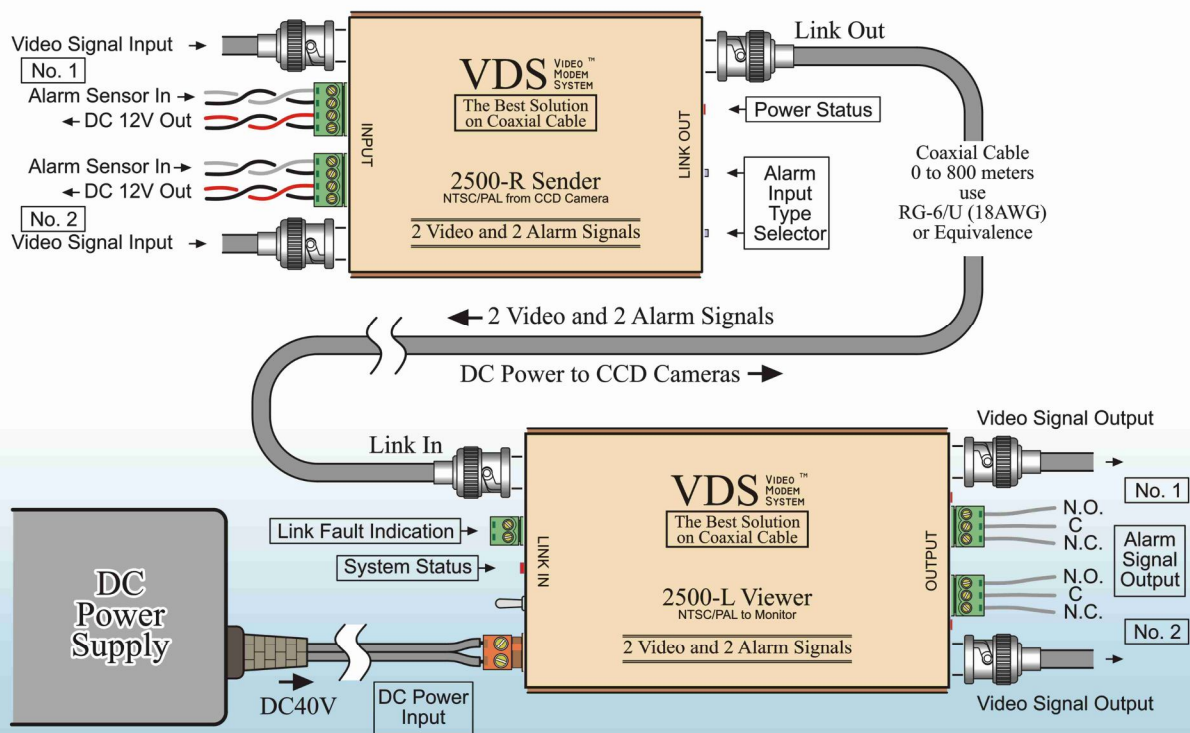 Video Signal Input
No. 1
Alarm Sensor In
DC 12V Out
Alarm Sensor In
DC 12V Out
No. 2
Video Signal Input
INPUT
VDS VIDEO ™
MODEM
SYSTEM
The Best Solution
on Coaxial Cable
2500-R Sender
NTSC/PAL from CCD Camera
2 Video and 2 Alarm Signals
LINK OUT
Link Out
Power Status
Alarm
Input
Type
Selector
Coaxial Cable
0 to 800 meters
use
RG-6/U (18AWG)
or Equivalence
2 Video and 2 Alarm Signals
DC Power to CCD Cameras
Link In
Link Fault Indication
System Status
DC
Power
Supply
DC40V
DC Power
Input
LINK IN
VDS VIDEO ™
MODEM
SYSTEM
The Best Solution
on Coaxial Cable
2500-L Viewer
NTSC/PAL to Monitor
2 Video and 2 Alarm Signals
OUTPUT
Video Signal Output
No. 1
N.O.
C
N.C.
Alarm
Signal
Output
N.O.
C
N.C.
No. 2
Video Signal Output